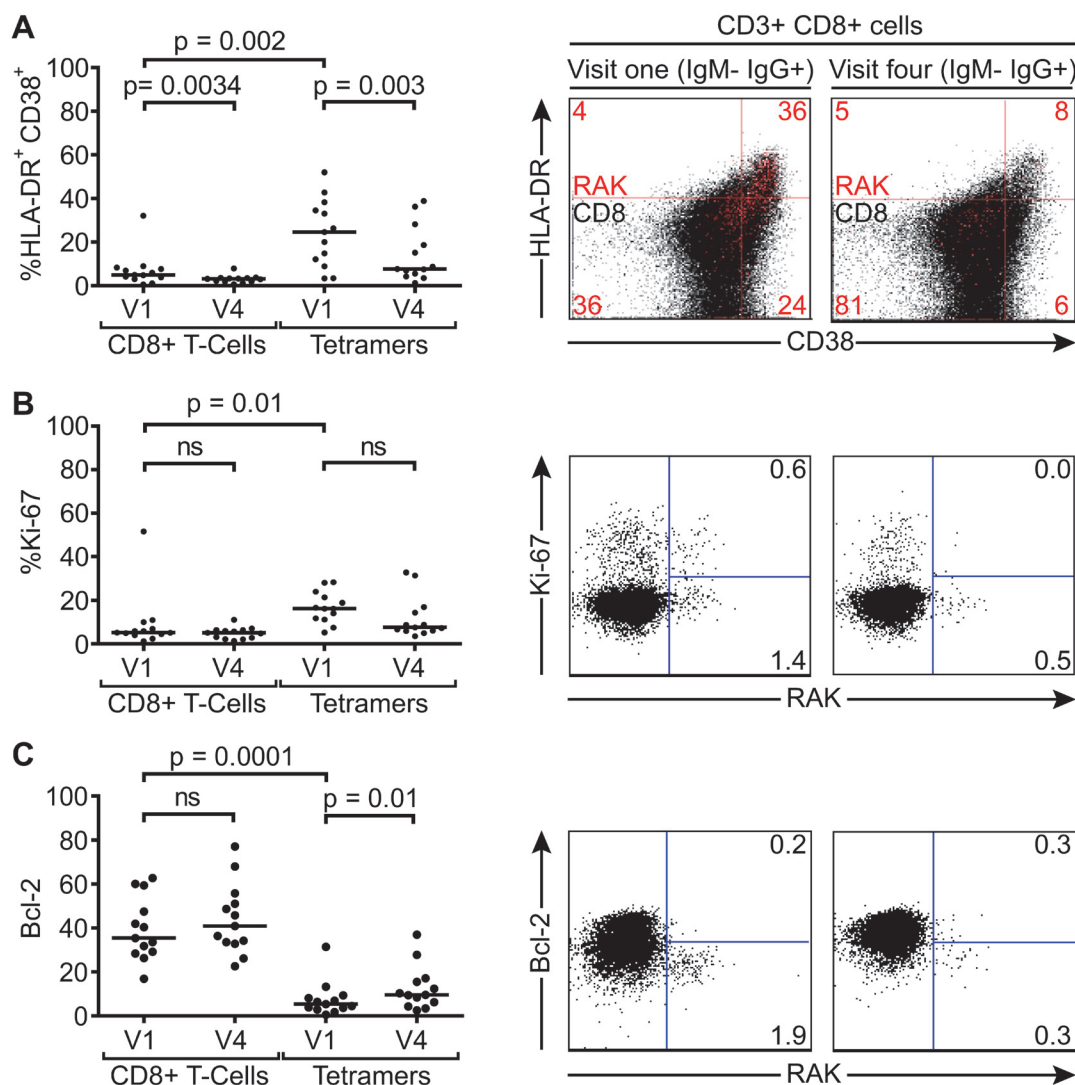 A
p = 0.002
p= 0.0034
p = 0.003
%HLA-DR+ CD38+
100
80
60
40
20
0
V1 V4 V1 V4
CD8+ T-Cells Tetramers
CD3+ CD8+ cells
Visit one (IgM- IgG+) Visit four (IgM- IgG+)
HLA-DR
4 36
RAK
CD8
36 24
5 8
RAK
CD8
81 6
CD38
B
p = 0.01
ns ns
%Ki-67
100
80
60
40
20
0
V1 V4 V1 V4
CD8+ T-Cells Tetramers
Ki-67
0.6
1.4
0.0
0.5
RAK
C
p = 0.0001
ns
p = 0.01
Bcl-2
100
80
60
40
20
0
V1 V4 V1 V4
CD8+ T-Cells Tetramers
Bcl-2
0.2
1.9
0.3
0.3
RAK